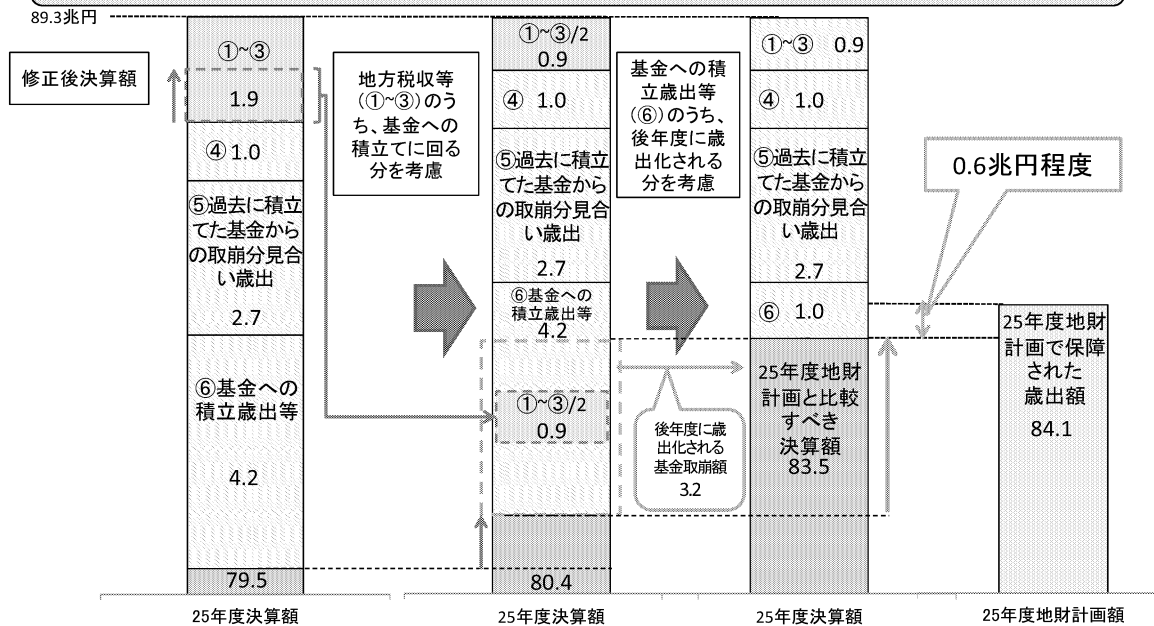 89.3兆円
修正後決算額
①~③
1.9
④ 1.0
⑤過去に積立
てた基金から
の取崩分見合
い歳出
2.7
⑥基金への
積立歳出等
4.2
79.5
25年度決算額
地方税収等
(①~③)のう
ち、基金への
積立てに回る
分を考慮
①~③/2
0.9
④ 1.0
⑤過去に積立
てた基金から
の取崩分見合
い歳出
2.7
⑥基金への
積立歳出等
4.2
①~③/2
0.9
80.4
25年度決算額
基金への積
立歳出等
(⑥)のうち、
後年度に歳
出化される
分を考慮
後年度に歳
出化される
基金取崩額
3.2
①~③ 0.9
④ 1.0
⑤過去に積立
てた基金から
の取崩分見合
い歳出
2.7
⑥ 1.0
25年度地財
計画と比較
すべき
決算額
83.5
25年度決算額
0.6兆円程度
25年度地財
計画で保障
された
歳出額
84.1
25年度地財計画額